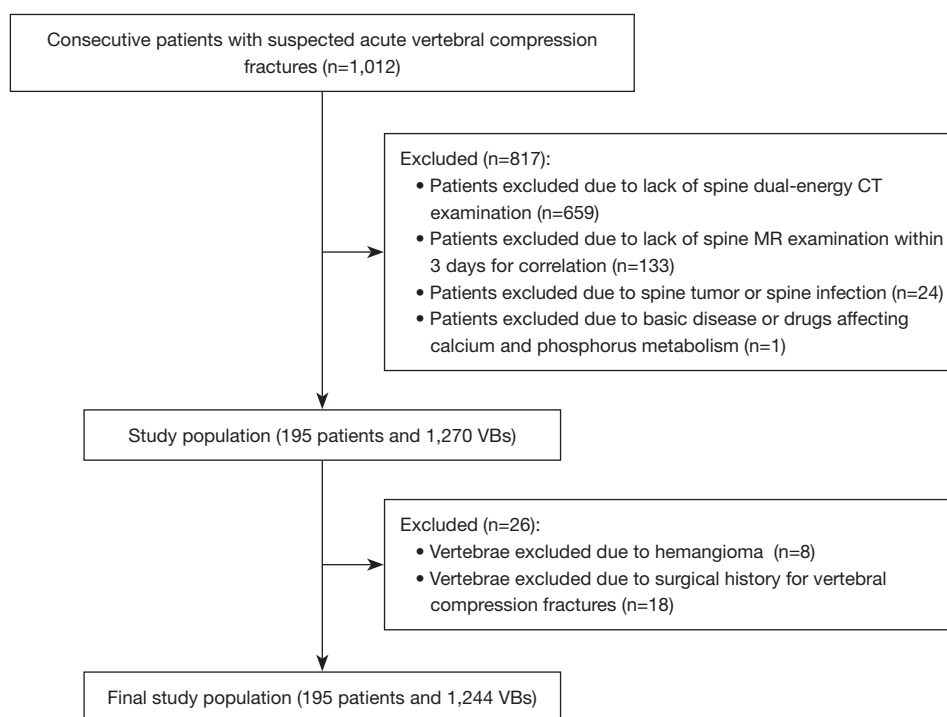 Consecutive patients with suspected acute vertebral compression
fractures (n=1,012)
Excluded (n=817):
• Patients excluded due to lack of spine dual-energy CT
examination (n=659)
• Patients excluded due to lack of spine MR examination within
3 days for correlation (n=133)
• Patients excluded due to spine tumor or spine infection (n=24)
• Patients excluded due to basic disease or drugs affecting
calcium and phosphorus metabolism (n=1)
Study population (195 patients and 1,270 VBs)
Excluded (n=26):
• Vertebrae excluded due to hemangioma (n=8)
• Vertebrae excluded due to surgical history for vertebral
compression fractures (n=18)
Final study population (195 patients and 1,244 VBs)